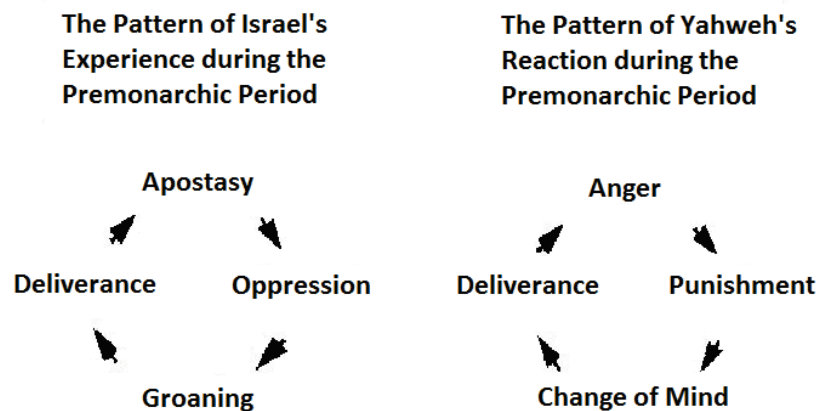 The Pattern of Israel's
Experience during the
Premonarchic Period
Apostasy
Deliverance
Oppression
Groaning
The Pattern of Yahweh's
Reaction during the
Premonarchic Period
Anger
Deliverance
Punishment
Change of Mind